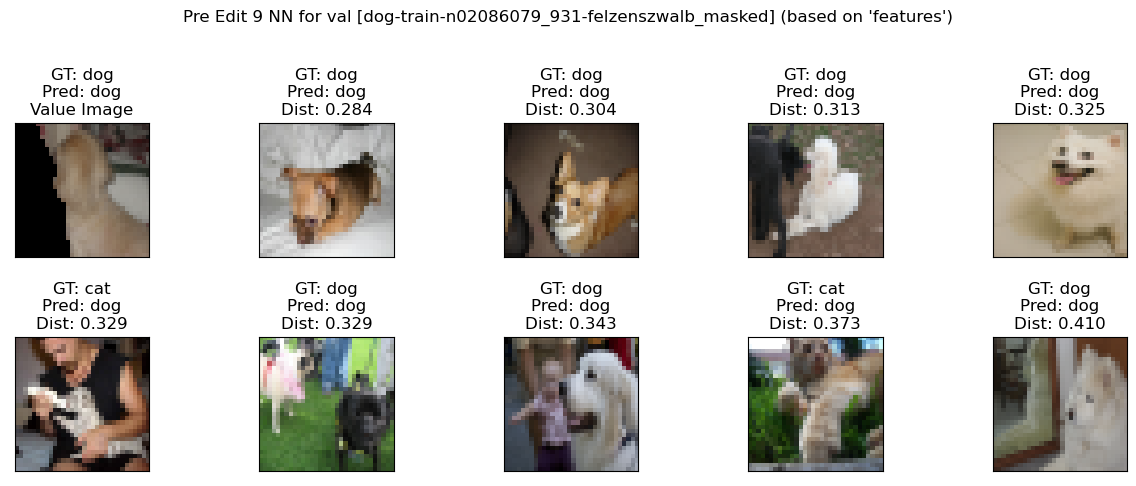 Pre Edit 9 NN for val [dog-train-n02086079_931-felzenszwalb_masked] (based on 'features')
GT: dog
Pred: dog
Value Image
GT: dog
Pred: dog
Dist: 0.284
GT: dog
Pred: dog
Dist: 0.304
GT: dog
Pred: dog
Dist: 0.313
GT: dog
Pred: dog
Dist: 0.325
GT: cat
Pred: dog
Dist: 0.329
GT: dog
Pred: dog
Dist: 0.329
GT: dog
Pred: dog
Dist: 0.343
GT: cat
Pred: dog
Dist: 0.373
GT: dog
Pred: dog
Dist: 0.410